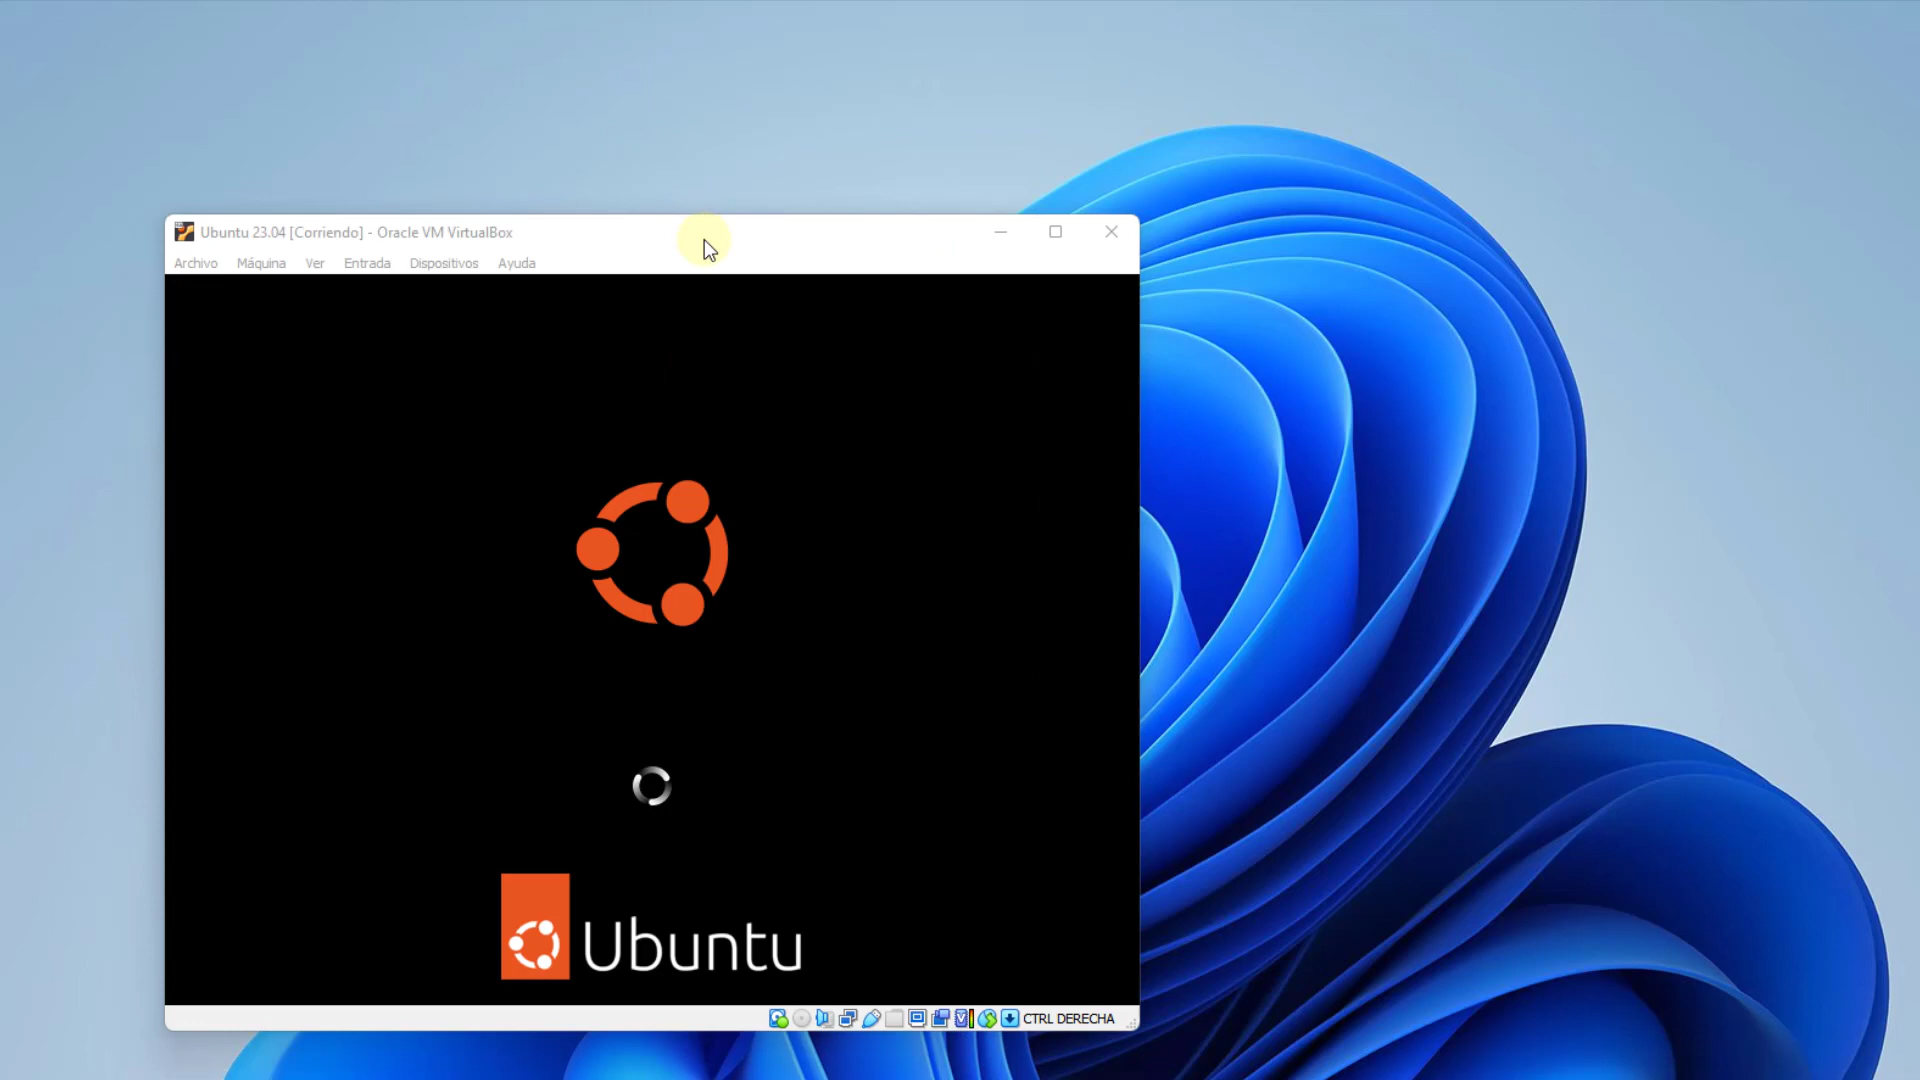 Ubuntu 23.04 [Corriendo] - Oracle VM VirtualBox
Archivo Máquina Ver Entrada Dispositivos Ayuda
Ubuntu
CTRL DERECHA